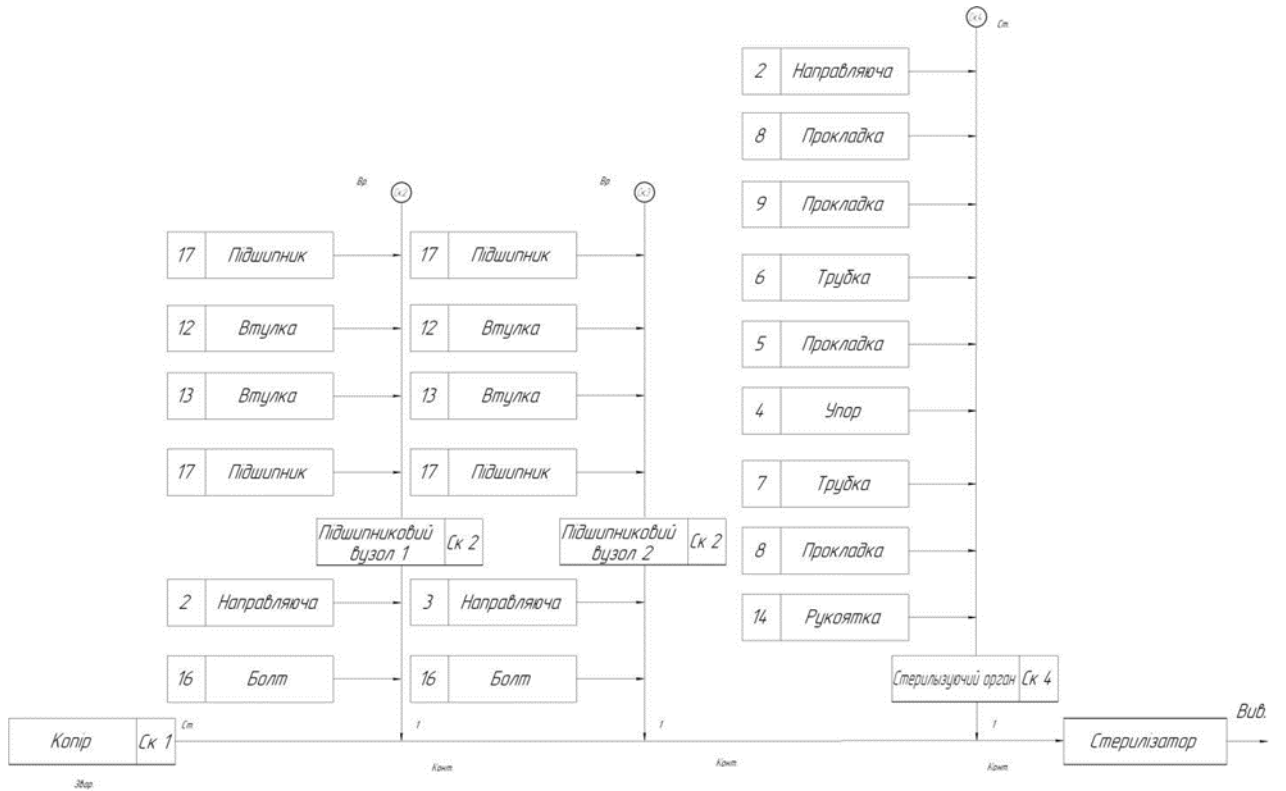 Ск4
Ст.
2 Направляюча
8 Прокладка
9 Прокладка
6 Трубка
5 Прокладка
4 Упор
7 Трубка
8 Прокладка
14 Рукоятка
Стерилызуючий орган Ск 4
Вр.
Ск2
17 Підшипник
12 Втулка
13 Втулка
17 Підшипник
Підшипниковий
вузол 1
Ск 2
2 Направляюча
16 Болт
Вр.
Ск3
17 Підшипник
12 Втулка
13 Втулка
17 Підшипник
Підшипниковий
вузол 2
Ск 2
3 Направляюча
16 Болт
Копір Ск 1
Ст.
Звар.
1
Конт.
1
Конт.
1
Конт.
Стерилізатор
Вив.